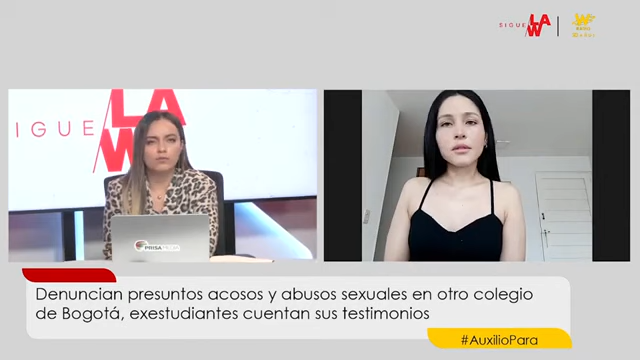 SIGUE LA W
W
SIGUE LA W
PRISA MEDIA
Denuncian presuntos acosos y abusos sexuales en otro colegio
de Bogotá, exestudiantes cuentan sus testimonios
#AuxilioPara